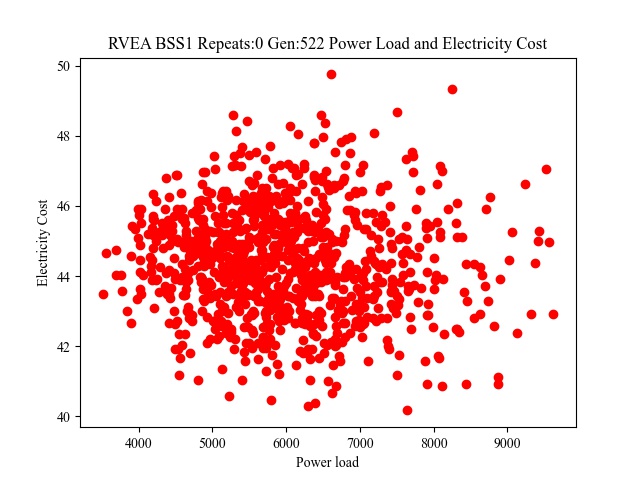 RVEA BSS1 Repeats:0 Gen:522 Power Load and Electricity Cost
50
48
46
44
42
40
Electricity Cost
4000 5000 6000 7000 8000 9000
Power load